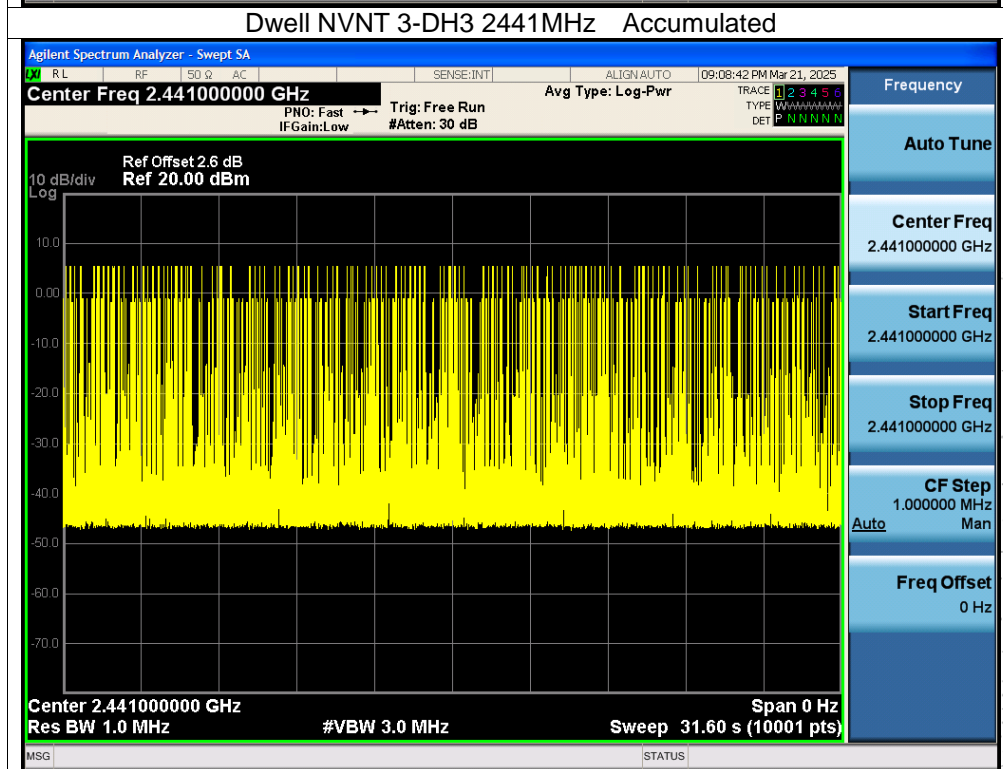 Dwell NVNT 3-DH3 2441MHz Accumulated
Agilent Spectrum Analyzer - Swept SA
LXI RL RF 50 Ω AC SENSE:INT ALIGN AUTO 09:08:42 PM Mar 21, 2025
Center Freq 2.441000000 GHz
PNO: Fast
IFGain:Low
Trig: Free Run
#Atten: 30 dB
Avg Type: Log-Pwr
TRACE 1 2 3 4 5 6
TYPE W
DET P N N N N N
Frequency
Auto Tune
Center Freq
2.441000000 GHz
Start Freq
2.441000000 GHz
Stop Freq
2.441000000 GHz
CF Step
1.000000 MHz
Auto Man
Freq Offset
0 Hz
Ref Offset 2.6 dB
10 dB/div Ref 20.00 dBm
Log
10.0
0.00
-10.0
-20.0
-30.0
-40.0
-50.0
-60.0
-70.0
Center 2.441000000 GHz Span 0 Hz
Res BW 1.0 MHz #VBW 3.0 MHz Sweep 31.60 s (10001 pts)
MSG STATUS